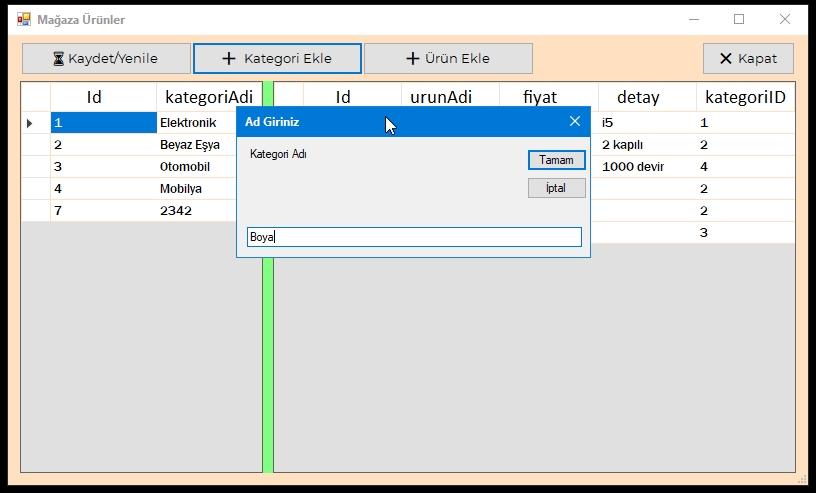 Mağaza Ürünler
Kaydet/Yenile Kategori Ekle Ürün Ekle Kapat
Id kategoriAdi Id urunAdi fiyat detay kategoriID
1 Elektronik i5 1
2 Beyaz Eşya 2 kapılı 2
3 Otomobil 1000 devir 4
4 Mobilya 2
7 2342 2
3
Ad Giriniz
Kategori Adı
Tamam
İptal
Boya